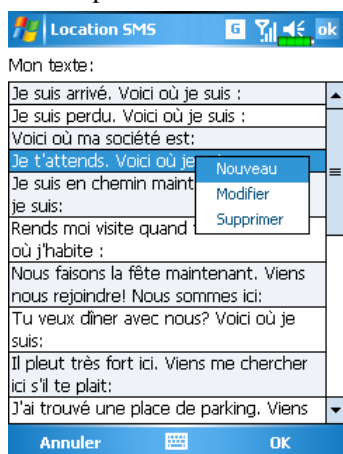 Location SMS G ok
Mon texte:
Je suis arrivé. Voici où je suis :
Je suis perdu. Voici où je suis :
Voici où ma société est:
Je t'attends. Voici où je
Nouveau
Modifier
Supprimer
Je suis en chemin maint
je suis:
Rends moi visite quand
où j'habite :
Nous faisons la fête maintenant. Viens
nous rejoindre! Nous sommes ici:
Tu veux dîner avec nous? Voici où je
suis:
Il pleut très fort ici. Viens me chercher
ici s'il te plait:
J'ai trouvé une place de parking. Viens
Annuler OK